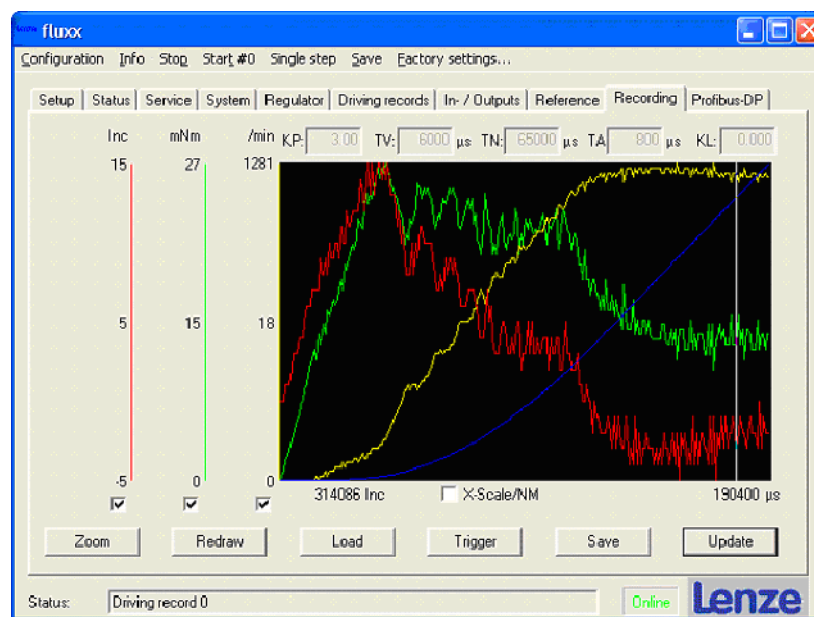 fluxx
Configuration Info Stop Start #0 Single step Save Factory settings...
Setup Status Service System Regulator Driving records In- / Outputs Reference Recording Profibus-DP
Inc mNm /min KP: 3.00 TV: 6000 µs TN: 65000 µs TA 800 µs KL: 0.000
15 27 1281
5 15 18
-5 0 0
314086 Inc X-Scale/NM 190400 µs
Zoom Redraw Load Trigger Save Update
Status: Driving record 0 Online Lenze